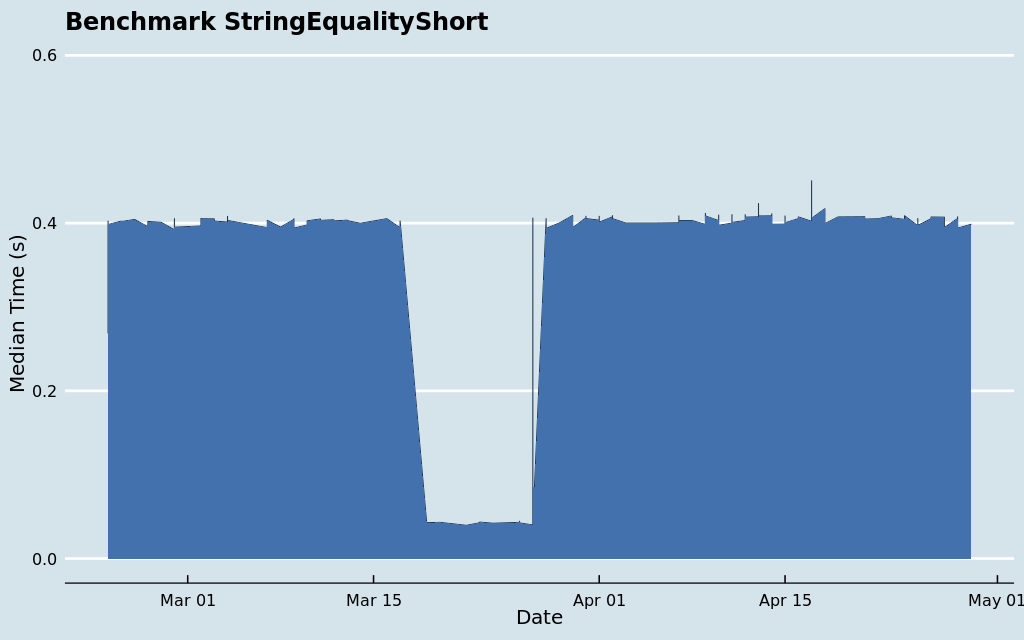 Benchmark StringEqualityShort
Median Time (s)
0.6
0.4
0.2
0.0
Mar 01
Mar 15
Apr 01
Apr 15
May 01
Date